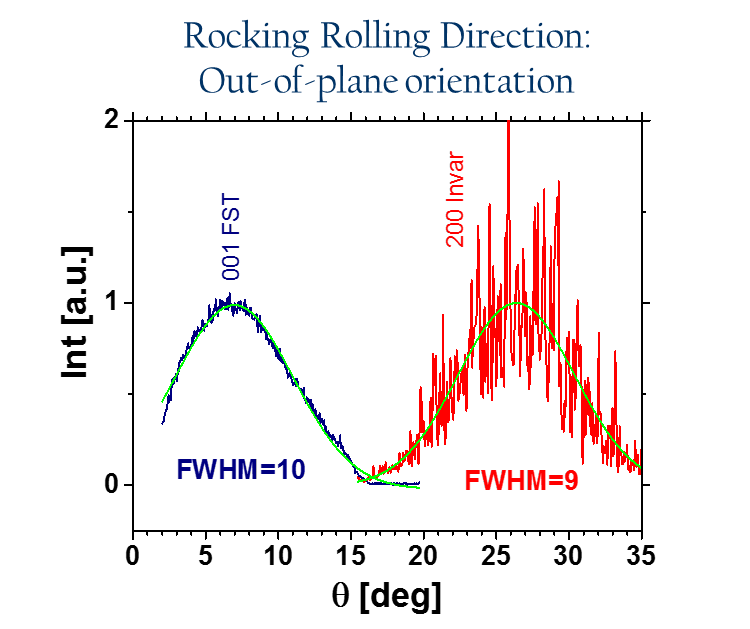 Rocking Rolling Direction:
Out-of-plane orientation
2
1
0
Int [a.u.]
001 FST
200 Invar
FWHM=10
FWHM=9
0 5 10 15 20 25 30 35
θ [deg]